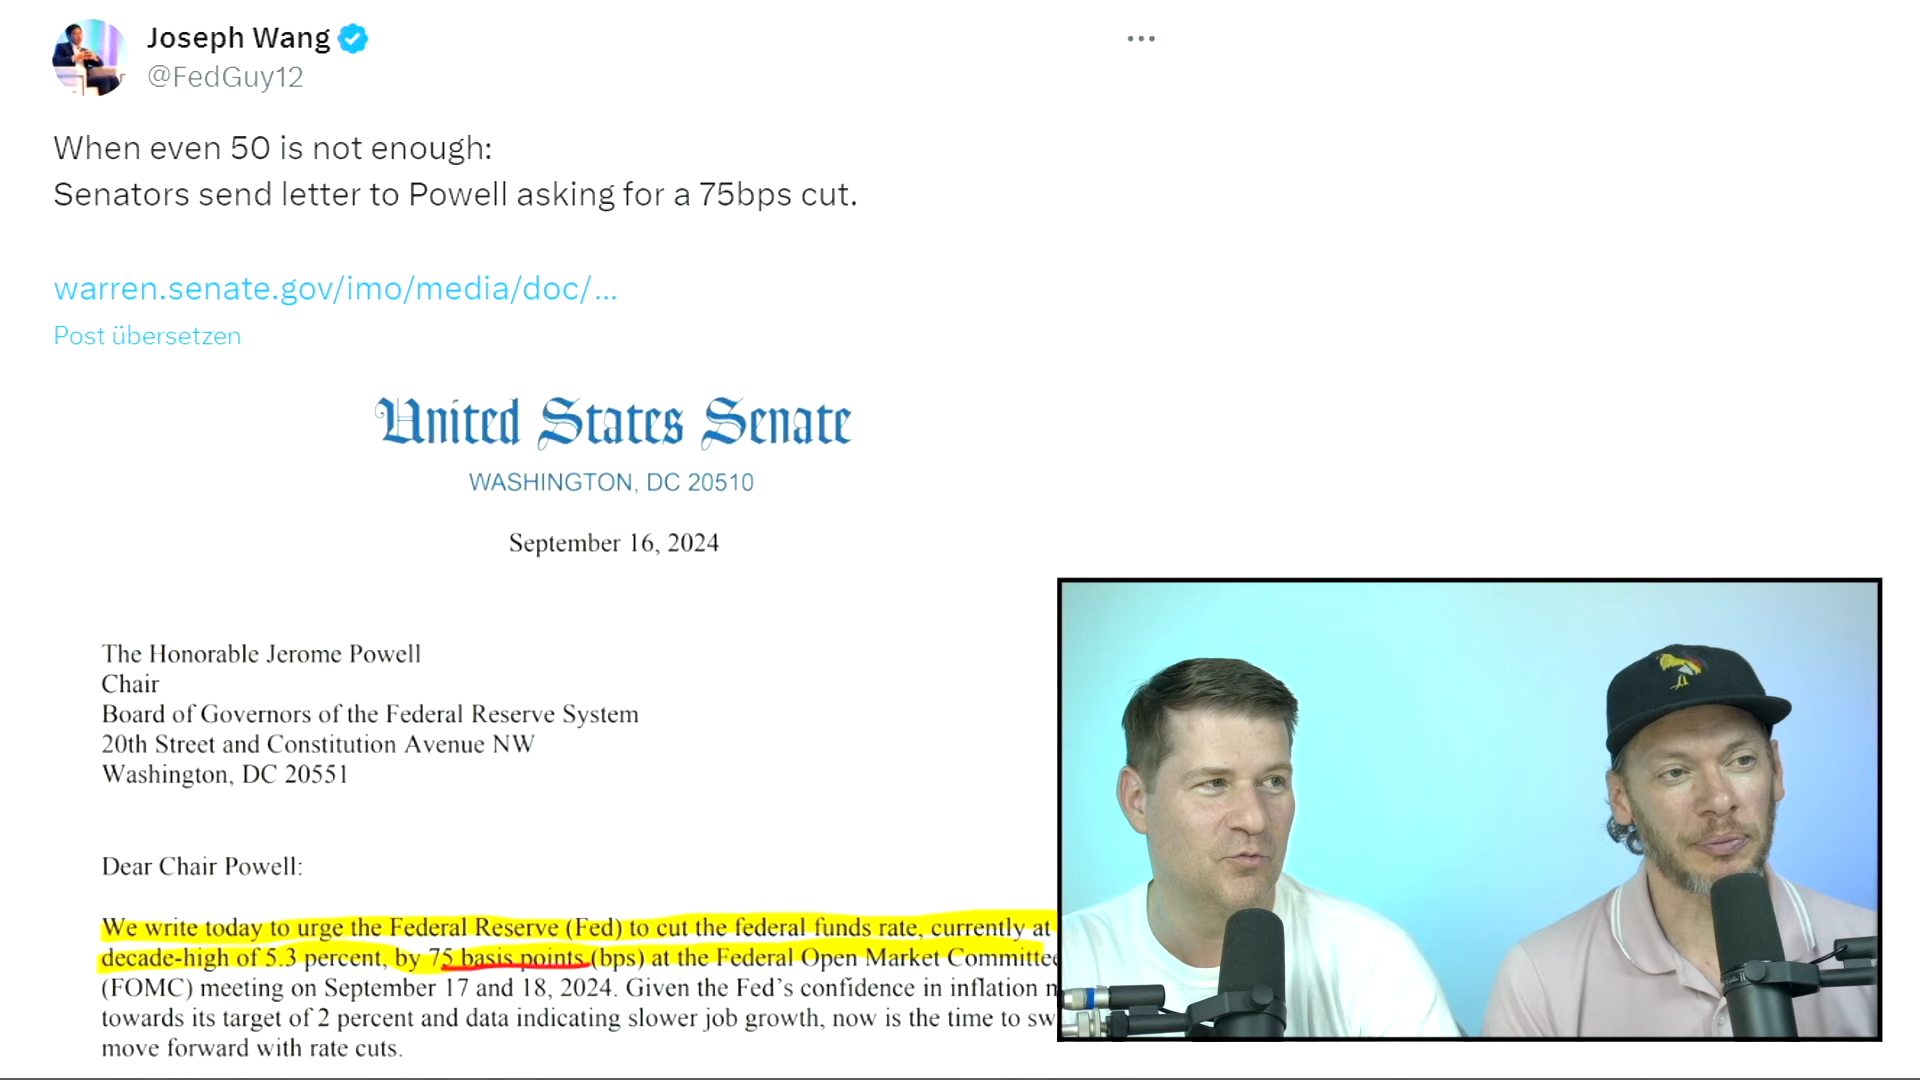 Joseph Wang
@FedGuy12
When even 50 is not enough:
Senators send letter to Powell asking for a 75bps cut.
warren.senate.gov/imo/media/doc/...
Post übersetzen
United States Senate
WASHINGTON, DC 20510
September 16, 2024
The Honorable Jerome Powell
Chair
Board of Governors of the Federal Reserve System
20th Street and Constitution Avenue NW
Washington, DC 20551
Dear Chair Powell:
We write today to urge the Federal Reserve (Fed) to cut the federal funds rate, currently at
decade-high of 5.3 percent, by 75 basis points (bps) at the Federal Open Market Committe
(FOMC) meeting on September 17 and 18, 2024. Given the Fed's confidence in inflation
towards its target of 2 percent and data indicating slower job growth, now is the time to
move forward with rate cuts.